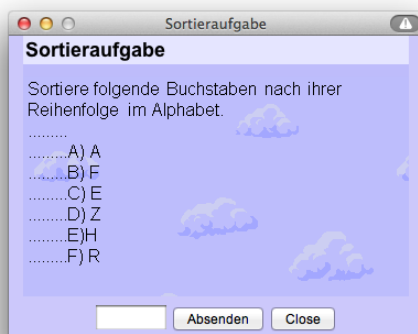 Sortieraufgabe
Sortieraufgabe
Sortiere folgende Buchstaben nach ihrer
Reihenfolge im Alphabet.
.........
.........A) A
.........B) F
.........C) E
.........D) Z
.........E)H
.........F) R
Absenden
Close